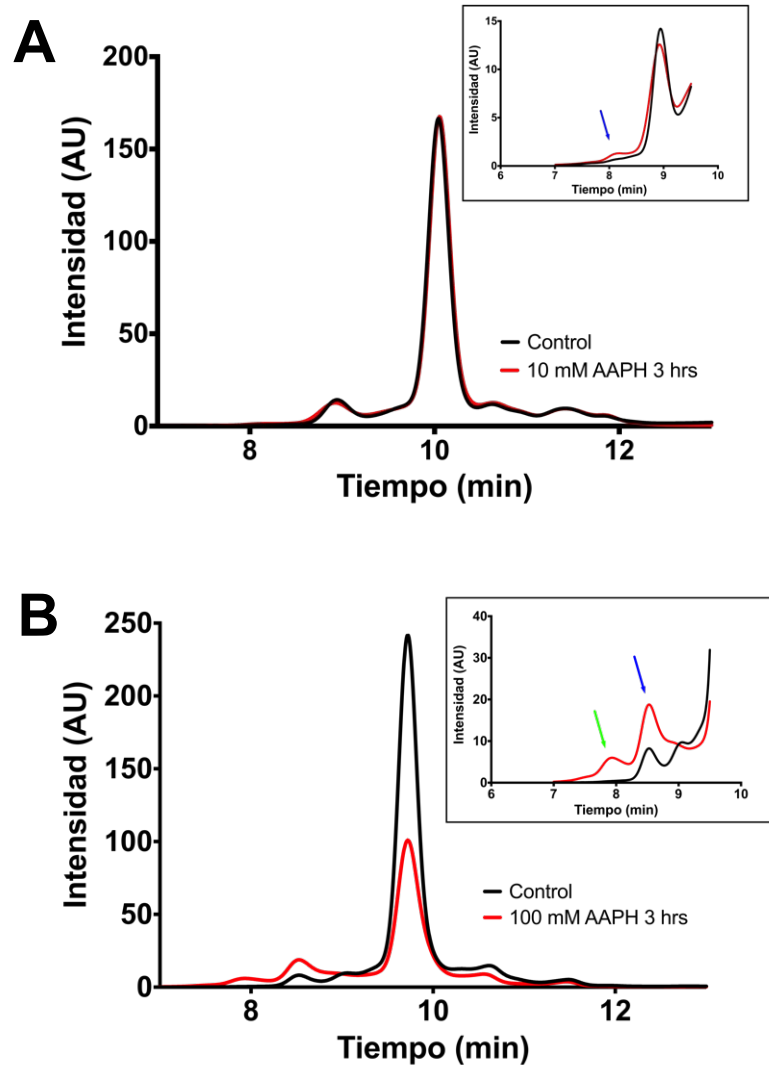 A
Intensidad (AU)
200
150
100
50
0
8
10
12
Tiempo (min)
Control
10 mM AAPH 3 hrs
Intensidad (AU)
15
10
5
0
6
7
8
9
10
Tiempo (min)
B
Intensidad (AU)
250
200
150
100
50
0
8
10
12
Tiempo (min)
Control
100 mM AAPH 3 hrs
Intensidad (AU)
40
30
20
10
0
6
7
8
9
10
Tiempo (min)